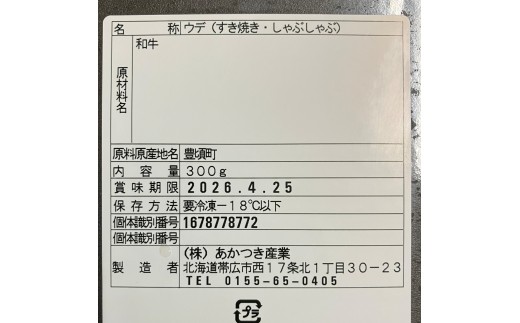 名称 ウデ（すき焼き・しゃぶしゃぶ）
原材料名 和牛
原料原産地名 豊頃町
内容量 300g
賞味期限 2026.4.25
保存方法 要冷凍－18℃以下
個体識別番号 1678778772
個体識別番号
製造者 （株）あかつき産業
北海道帯広市西17条北1丁目30－23
TEL 0155-65-0405
プラ